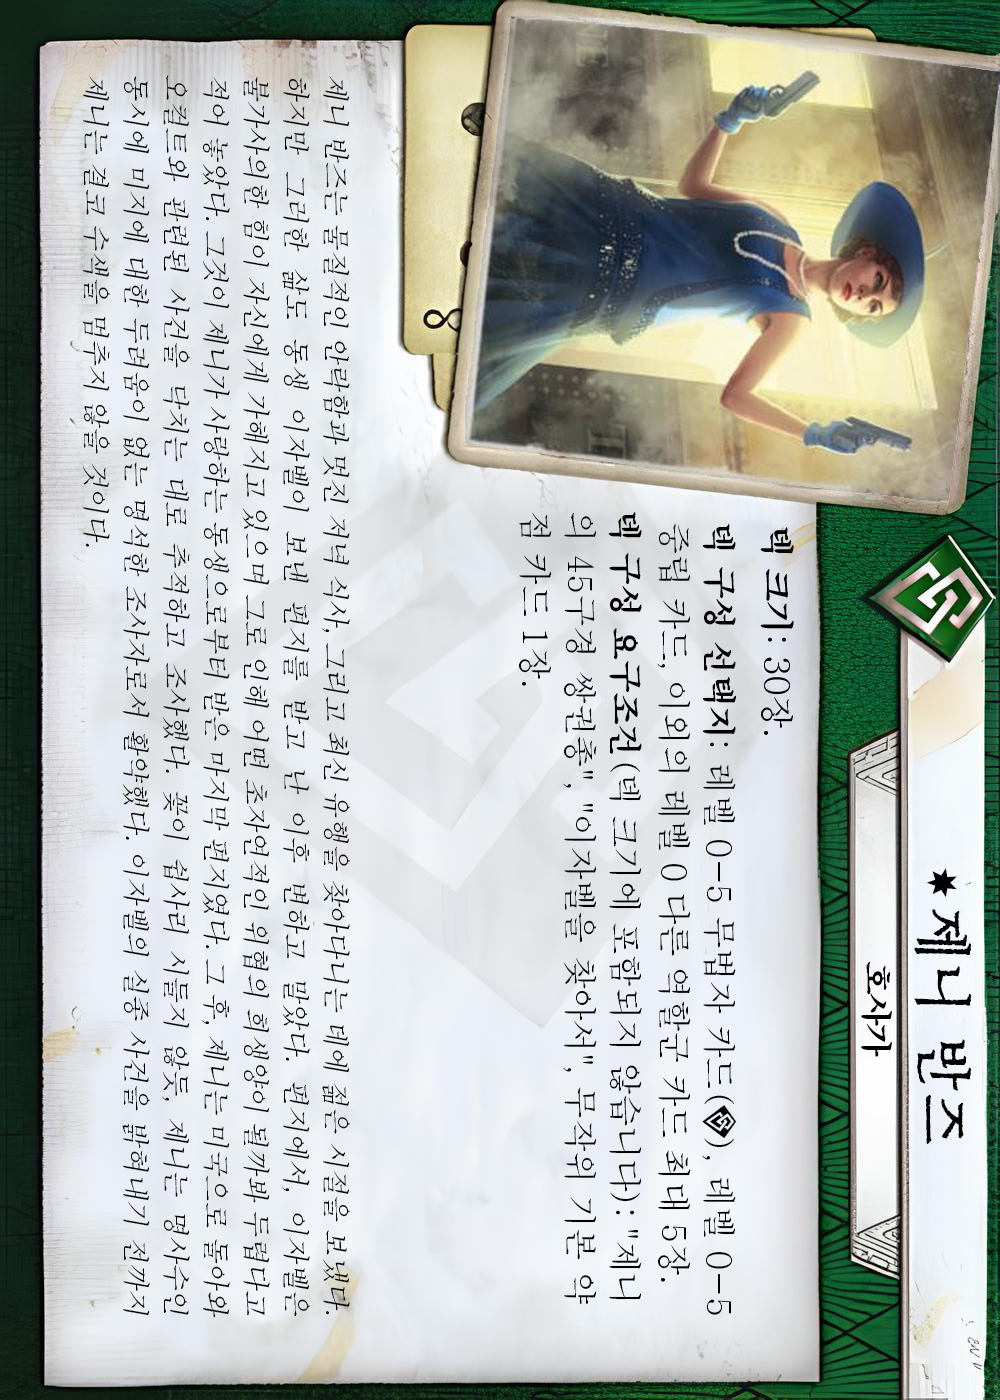 제니 반즈
호사가
덱 크기: 30장.
덱 구성 선택지: 레벨 0-5 무법자 카드(), 레벨 0-5
중립 카드, 이외의 레벨 0 다른 역할군 카드 최대 5장.
덱 구성 요구조건(덱 크기에 포함되지 않습니다): "제니
의 45구경 쌍권총", "이자벨을 찾아서", 무작위 기본 약
점 카드 1장.
제니 반즈는 물질적인 안락함과 멋진 저녁 식사, 그리고 최신 유행을 찾아다니는 데에 젊은 시절을 보냈다.
하지만 그러한 삶도 동생 이자벨이 보낸 편지를 받고 난 이후 변하고 말았다. 편지에서, 이자벨은
불가사의한 힘이 자신에게 가해지고 있으며 그로 인해 어떤 초자연적인 위협의 희생양이 될까봐 두렵다고
적어 놓았다. 그것이 제니가 사랑하는 동생으로부터 받은 마지막 편지였다. 그 후, 제니는 미국으로 돌아와
오컬트와 관련된 사건을 닥치는 대로 추적하고 조사했다. 꽃이 쉽사리 시들지 않듯, 제니는 명사수인
동시에 미지에 대한 두려움이 없는 명석한 조사자로서 활약했다. 이자벨의 실종 사건을 밝혀내기 전까지
제니는 결코 수색을 멈추지 않을 것이다.
8